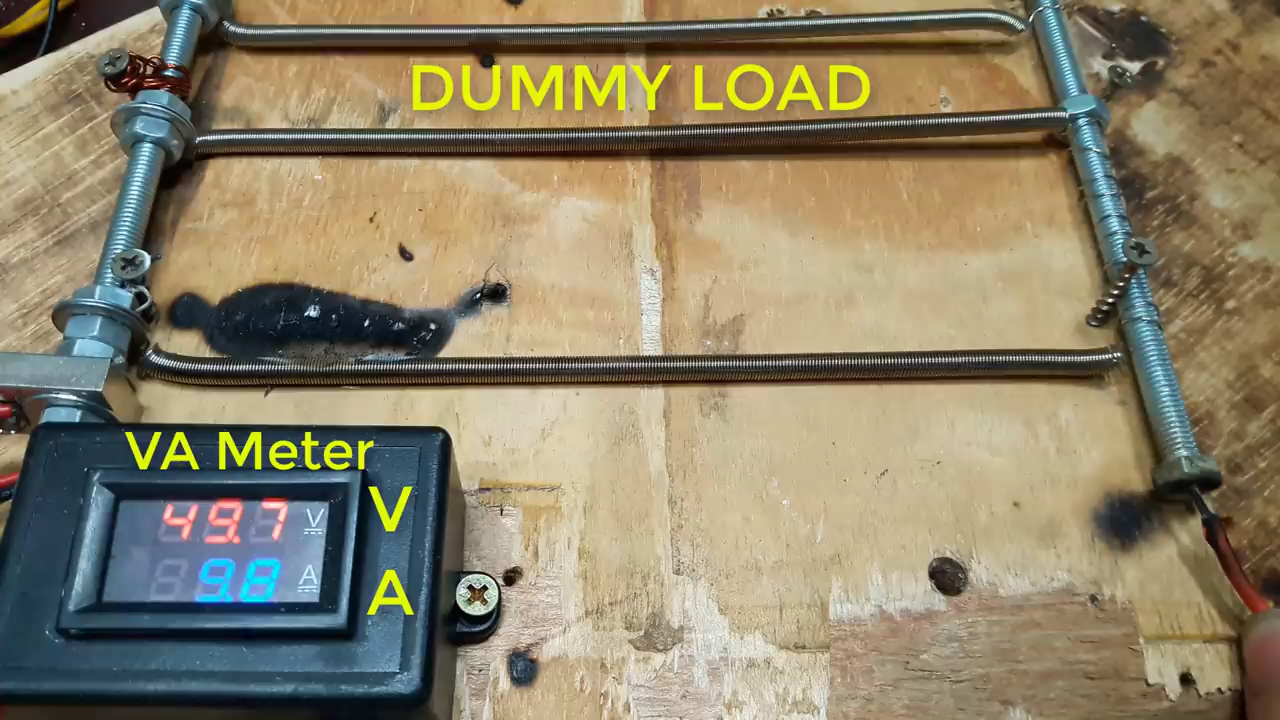 DUMMY LOAD
VA Meter
49.7 V
V
9.8 A
A